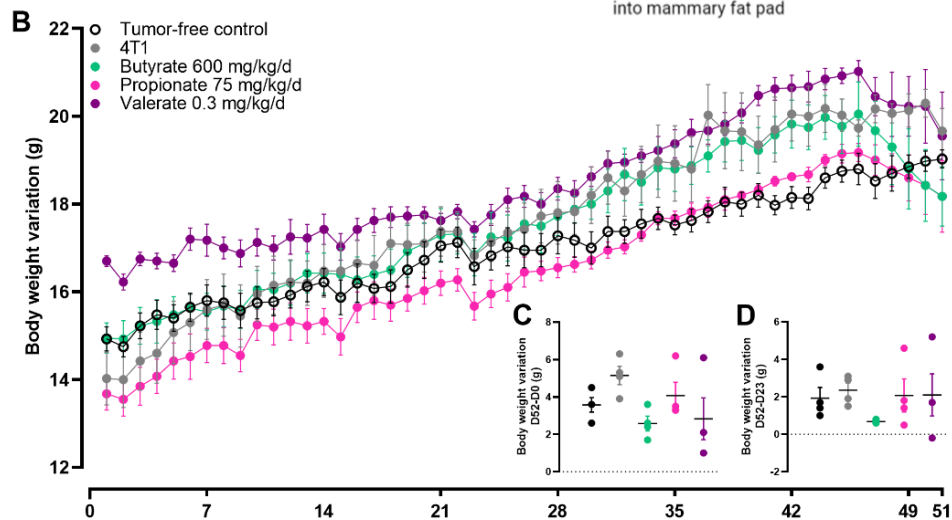 into mammary fat pad
B
Tumor-free control
4T1
Butyrate 600 mg/kg/d
Propionate 75 mg/kg/d
Valerate 0.3 mg/kg/d
Body weight variation (g)
22
20
18
16
14
12
0 7 14 21 28 35 42 49 51
C
Body weight variation
D52-D0 (g)
8
6
4
2
0
D
Body weight variation
D52-D23 (g)
6
4
2
0
-2